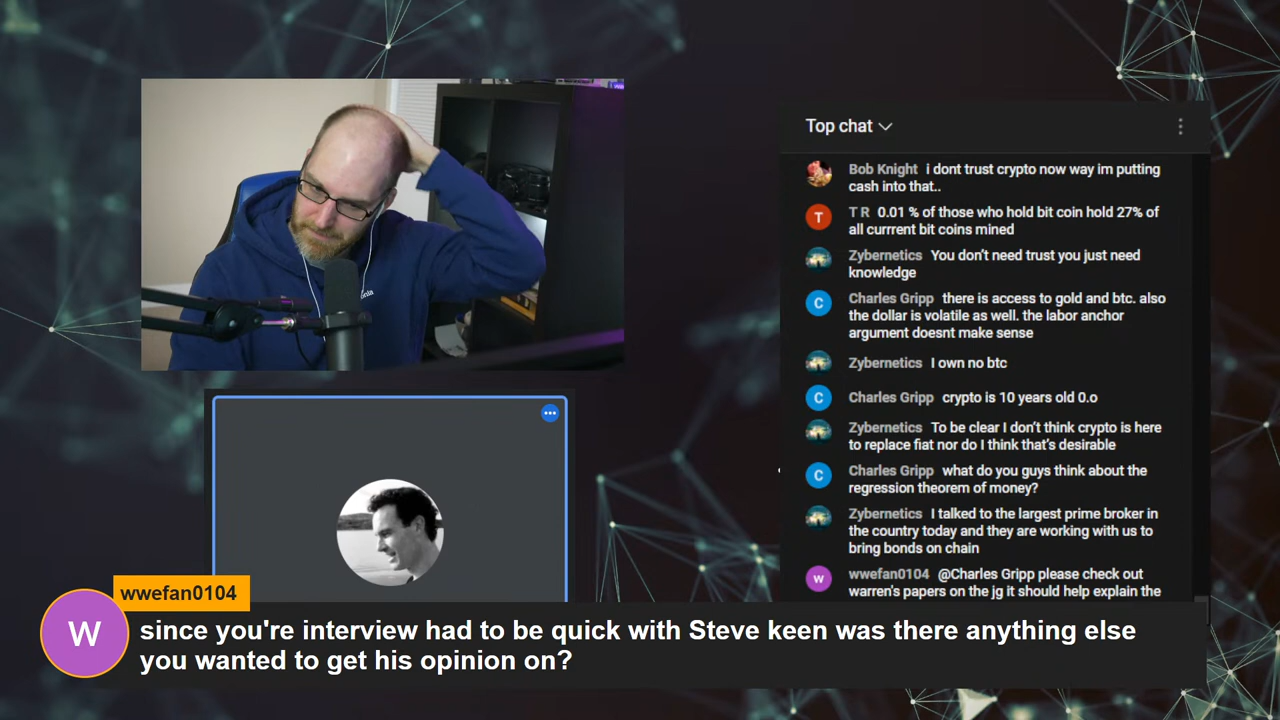 Top chat
Bob Knight i dont trust crypto now way im putting
cash into that..
T
T R 0.01 % of those who hold bit coin hold 27% of
all currrent bit coins mined
Zybernetics You don't need trust you just need
knowledge
C
Charles Gripp there is access to gold and btc. also
the dollar is volatile as well. the labor anchor
argument doesnt make sense
Zybernetics I own no btc
C
Charles Gripp crypto is 10 years old 0.o
Zybernetics To be clear I don't think crypto is here
to replace fiat nor do I think that's desirable
C
Charles Gripp what do you guys think about the
regression theorem of money?
Zybernetics I talked to the largest prime broker in
the country today and they are working with us to
bring bonds on chain
w
wwefan0104 @Charles Gripp please check out
warren's papers on the jg it should help explain the
wwefan0104
W
since you're interview had to be quick with Steve keen was there anything else
you wanted to get his opinion on?